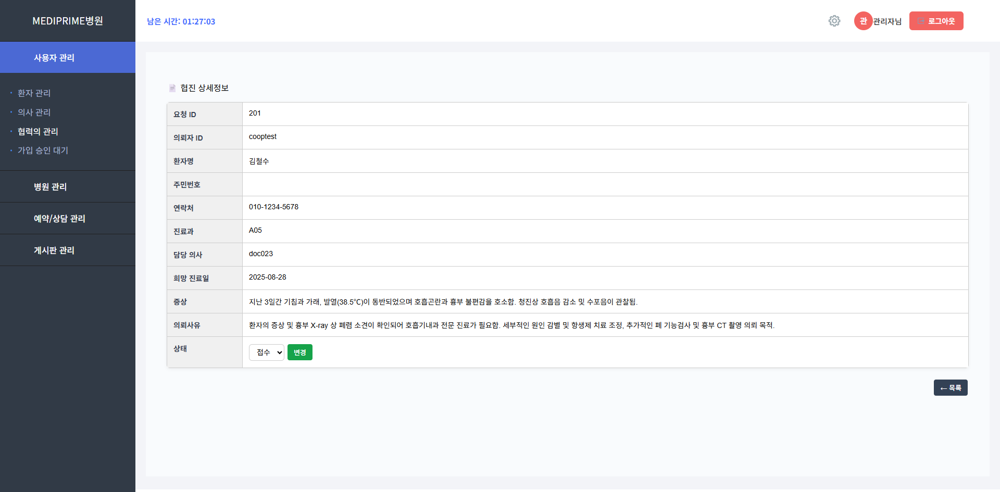 MEDIPRIME병원
남은 시간: 01:27:03
관
관리자님
로그아웃
사용자 관리
· 환자 관리
· 의사 관리
· 협력의 관리
· 가입 승인 대기
병원 관리
예약/상담 관리
게시판 관리
협진 상세정보
요청 ID 201
의뢰자 ID cooptest
환자명 김철수
주민번호
연락처 010-1234-5678
진료과 A05
담당 의사 doc023
희망 진료일 2025-08-28
증상 지난 3일간 기침과 가래, 발열(38.5℃)이 동반되었으며 호흡곤란과 흉부 불편감을 호소함. 청진상 호흡음 감소 및 수포음이 관찰됨.
의뢰사유 환자의 증상 및 흉부 X-ray 상 폐렴 소견이 확인되어 호흡기내과 전문 진료가 필요함. 세부적인 원인 감별 및 항생제 치료 조정, 추가적인 폐 기능검사 및 흉부 CT 촬영 의뢰 목적.
상태 접수 변경
← 목록